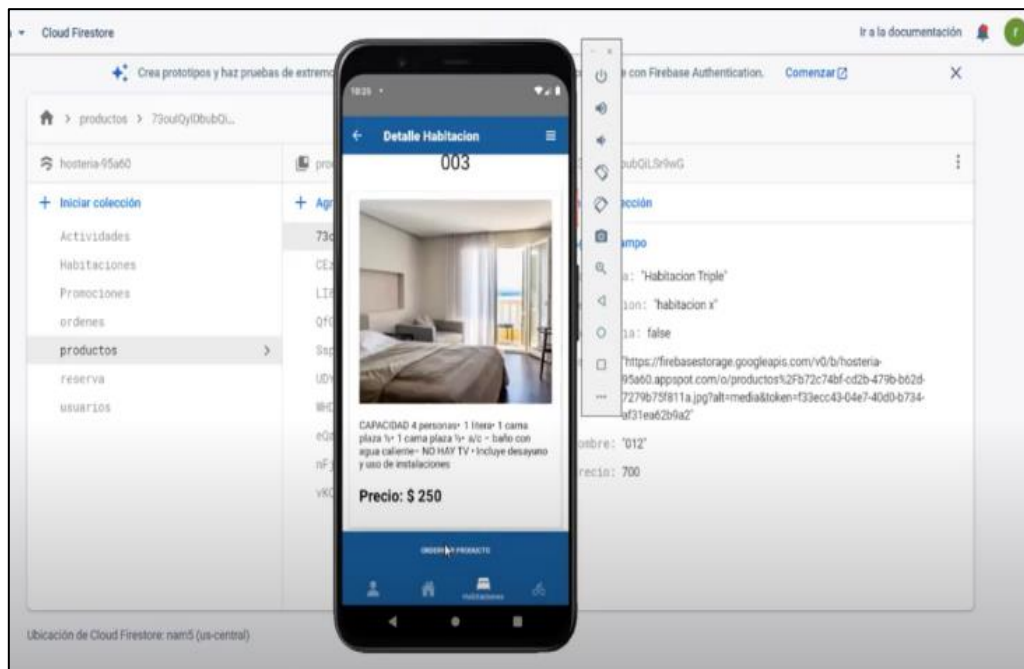 Cloud Firestore
Ir a la documentación
r
Crea prototipos y haz pruebas de extremo
con Firebase Authentication.
Comenzar
productos
hosteria-95a60
Iniciar colección
Actividades
Habitaciones
Promociones
ordenes
productos
reserva
usuarios
Ubicación de Cloud Firestore: nam5 (us-central)
10:25
Detalle Habitacion
003
CAPACIDAD 4 personas• 1 litera• 1 cama
plaza ½• 1 cama plaza ½• a/c – baño con
agua caliente– NO HAY TV • Incluye desayuno
y uso de instalaciones
Precio: $ 250
PRODUCTO
Habitaciones
"Habitacion Triple"
"habitacion x"
false
"https://firebasestorage.googleapis.com/v0/b/hosteria-
95a60.appspot.com/o/productos%2Fb72c74bf-cd2b-479b-b62d-
7279b75f811a.jpg?alt=media&token=f33ecc43-04e7-40d0-b734-
af31ea62b9a2"
"012"
700